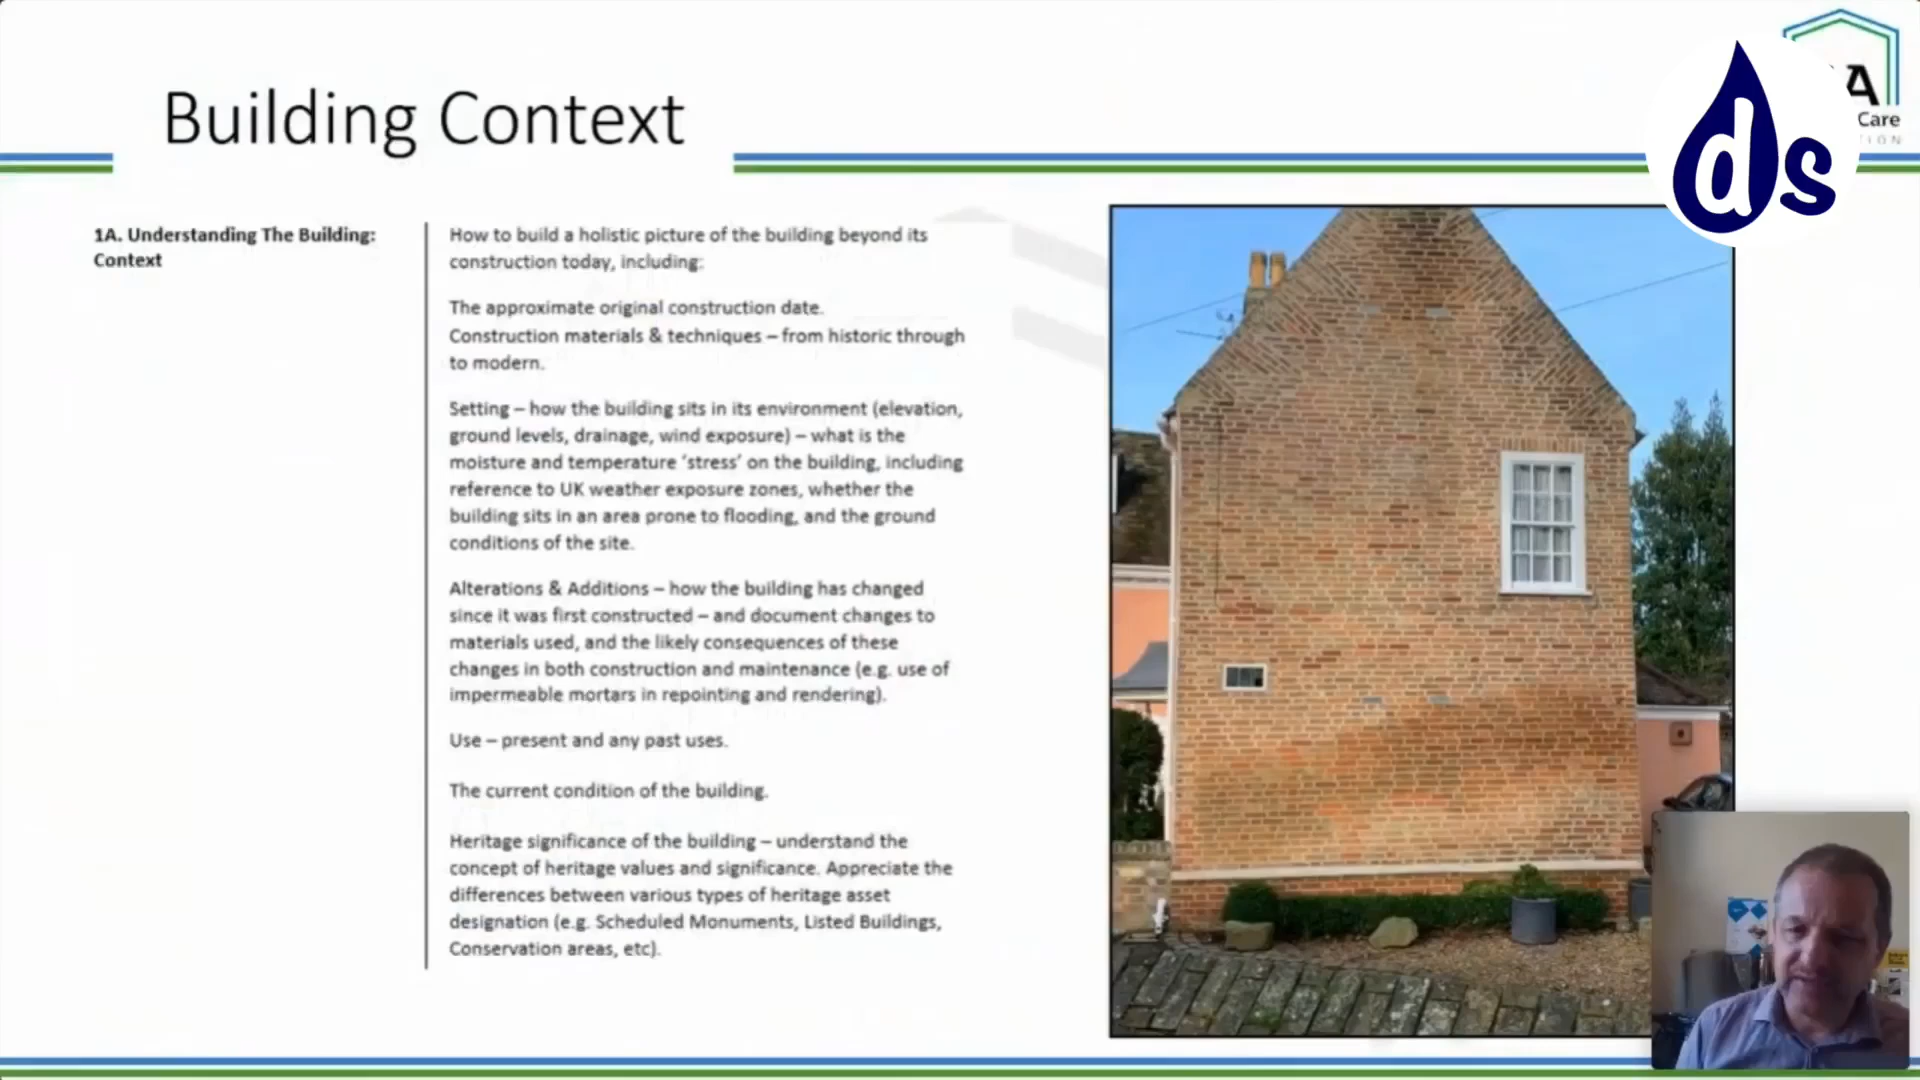 Building Context
A
Care
ds
1A. Understanding The Building:
Context
How to build a holistic picture of the building beyond its
construction today, including:
The approximate original construction date.
Construction materials & techniques – from historic through
to modern.
Setting – how the building sits in its environment (elevation,
ground levels, drainage, wind exposure) – what is the
moisture and temperature ‘stress’ on the building, including
reference to UK weather exposure zones, whether the
building sits in an area prone to flooding, and the ground
conditions of the site.
Alterations & Additions – how the building has changed
since it was first constructed – and document changes to
materials used, and the likely consequences of these
changes in both construction and maintenance (e.g. use of
impermeable mortars in repointing and rendering).
Use – present and any past uses.
The current condition of the building.
Heritage significance of the building – understand the
concept of heritage values and significance. Appreciate the
differences between various types of heritage asset
designation (e.g. Scheduled Monuments, Listed Buildings,
Conservation areas, etc).